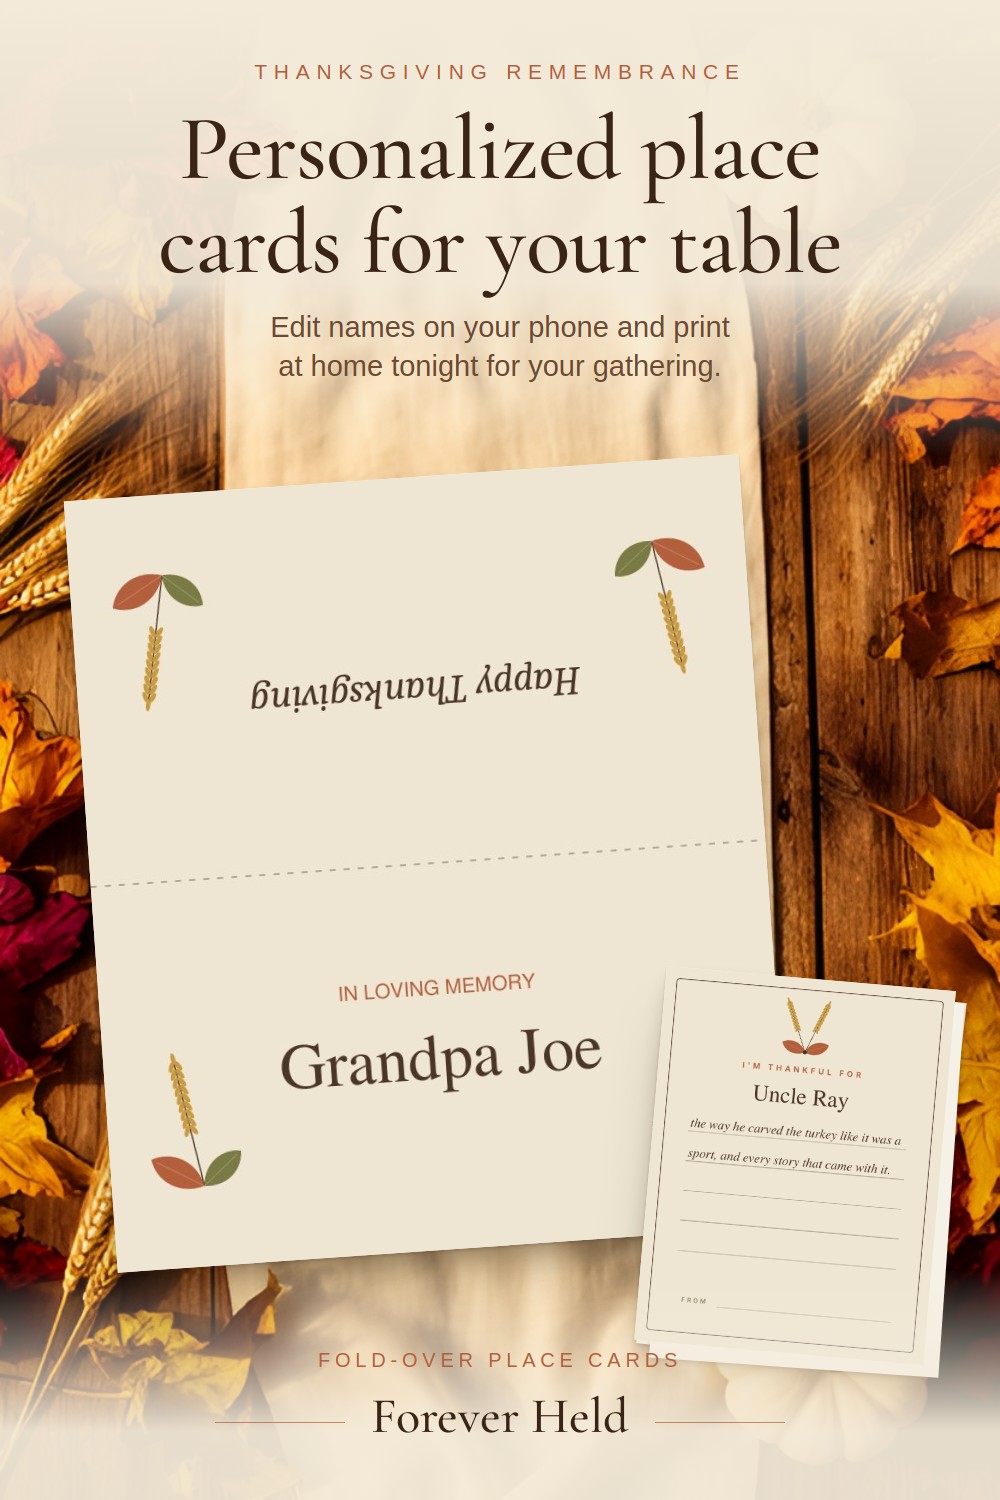 THANKSGIVING REMEMBRANCE
Personalized place
cards for your table
Edit names on your phone and print
at home tonight for your gathering.
Happy Thanksgiving
IN LOVING MEMORY
Grandpa Joe
I'M THANKFUL FOR
Uncle Ray
the way he carved the turkey like it was a
sport, and every story that came with it.
FROM
FOLD-OVER PLACE CARDS
Forever Held